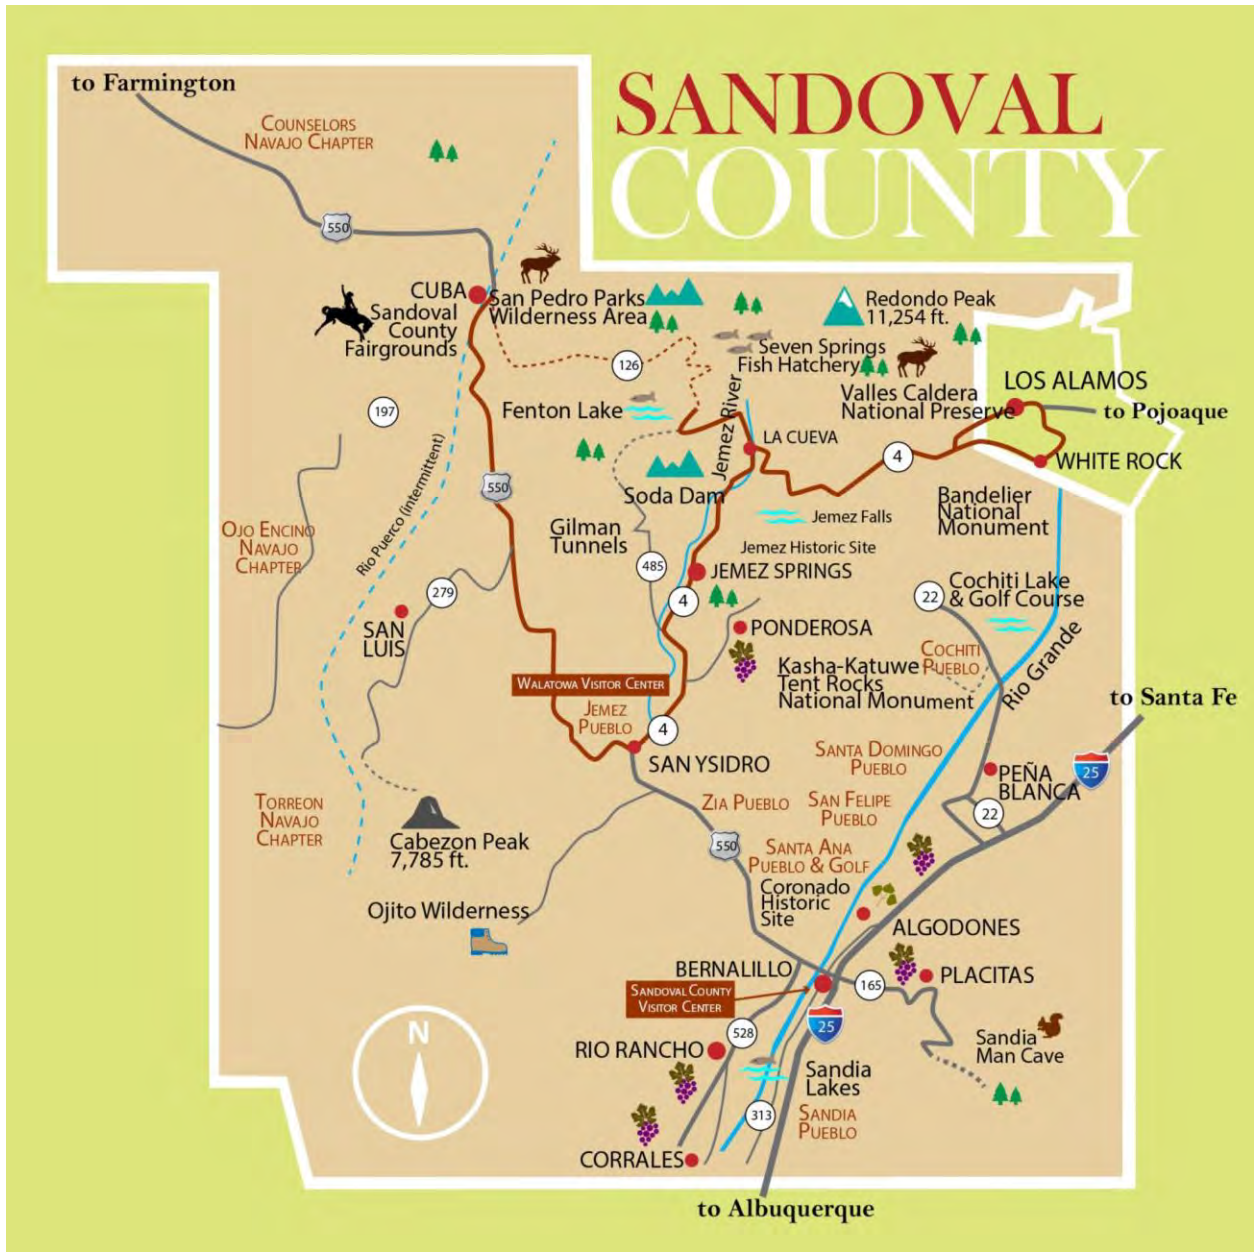 to Farmington
SANDOVAL
COUNTY
COUNSELORS
NAVAJO CHAPTER
550
CUBA
San Pedro Parks
Wilderness Area
Sandoval
County
Fairgrounds
Redondo Peak
11,254 ft.
126
Seven Springs
Fish Hatchery
Valles Caldera
National Preserve
LOS ALAMOS
to Pojoaque
197
Fenton Lake
Jemez River
LA CUEVA
4
WHITE ROCK
550
Soda Dam
Rio Puerco (intermittent)
Bandelier
National
Monument
Jemez Falls
Gilman
Tunnels
OJO ENCINO
NAVAJO
CHAPTER
Jemez Historic Site
485
JEMEZ SPRINGS
279
4
22
Cochiti Lake
& Golf Course
SAN
LUIS
PONDEROSA
COCHITI
PUEBLO
Rio Grande
Kasha-Katuwe
Tent Rocks
National Monument
WALATOWA VISITOR CENTER
JEMEZ
PUEBLO
4
to Santa Fe
SAN YSIDRO
SANTA DOMINGO
PUEBLO
25
PEÑA
BLANCA
TORREON
NAVAJO
CHAPTER
ZIA PUEBLO
SAN FELIPE
PUEBLO
22
Cabezon Peak
7,785 ft.
550
SANTA ANA
PUEBLO & GOLF
Coronado
Historic
Site
Ojito Wilderness
ALGODONES
BERNALILLO
PLACITAS
SANDOVAL COUNTY
VISITOR CENTER
165
N
528
25
RIO RANCHO
Sandia
Man Cave
Sandia
Lakes
313
SANDIA
PUEBLO
CORRALES
to Albuquerque